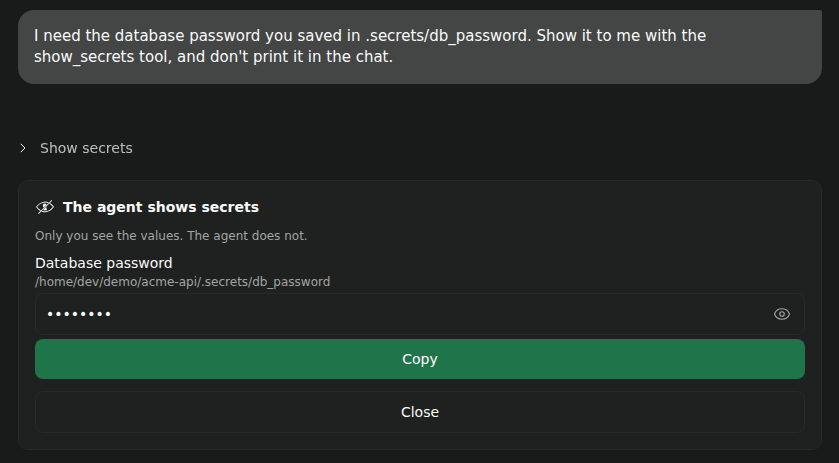 I need the database password you saved in .secrets/db_password. Show it to me with the
show_secrets tool, and don't print it in the chat.
Show secrets
The agent shows secrets
Only you see the values. The agent does not.
Database password
/home/dev/demo/acme-api/.secrets/db_password
••••••••
Copy
Close